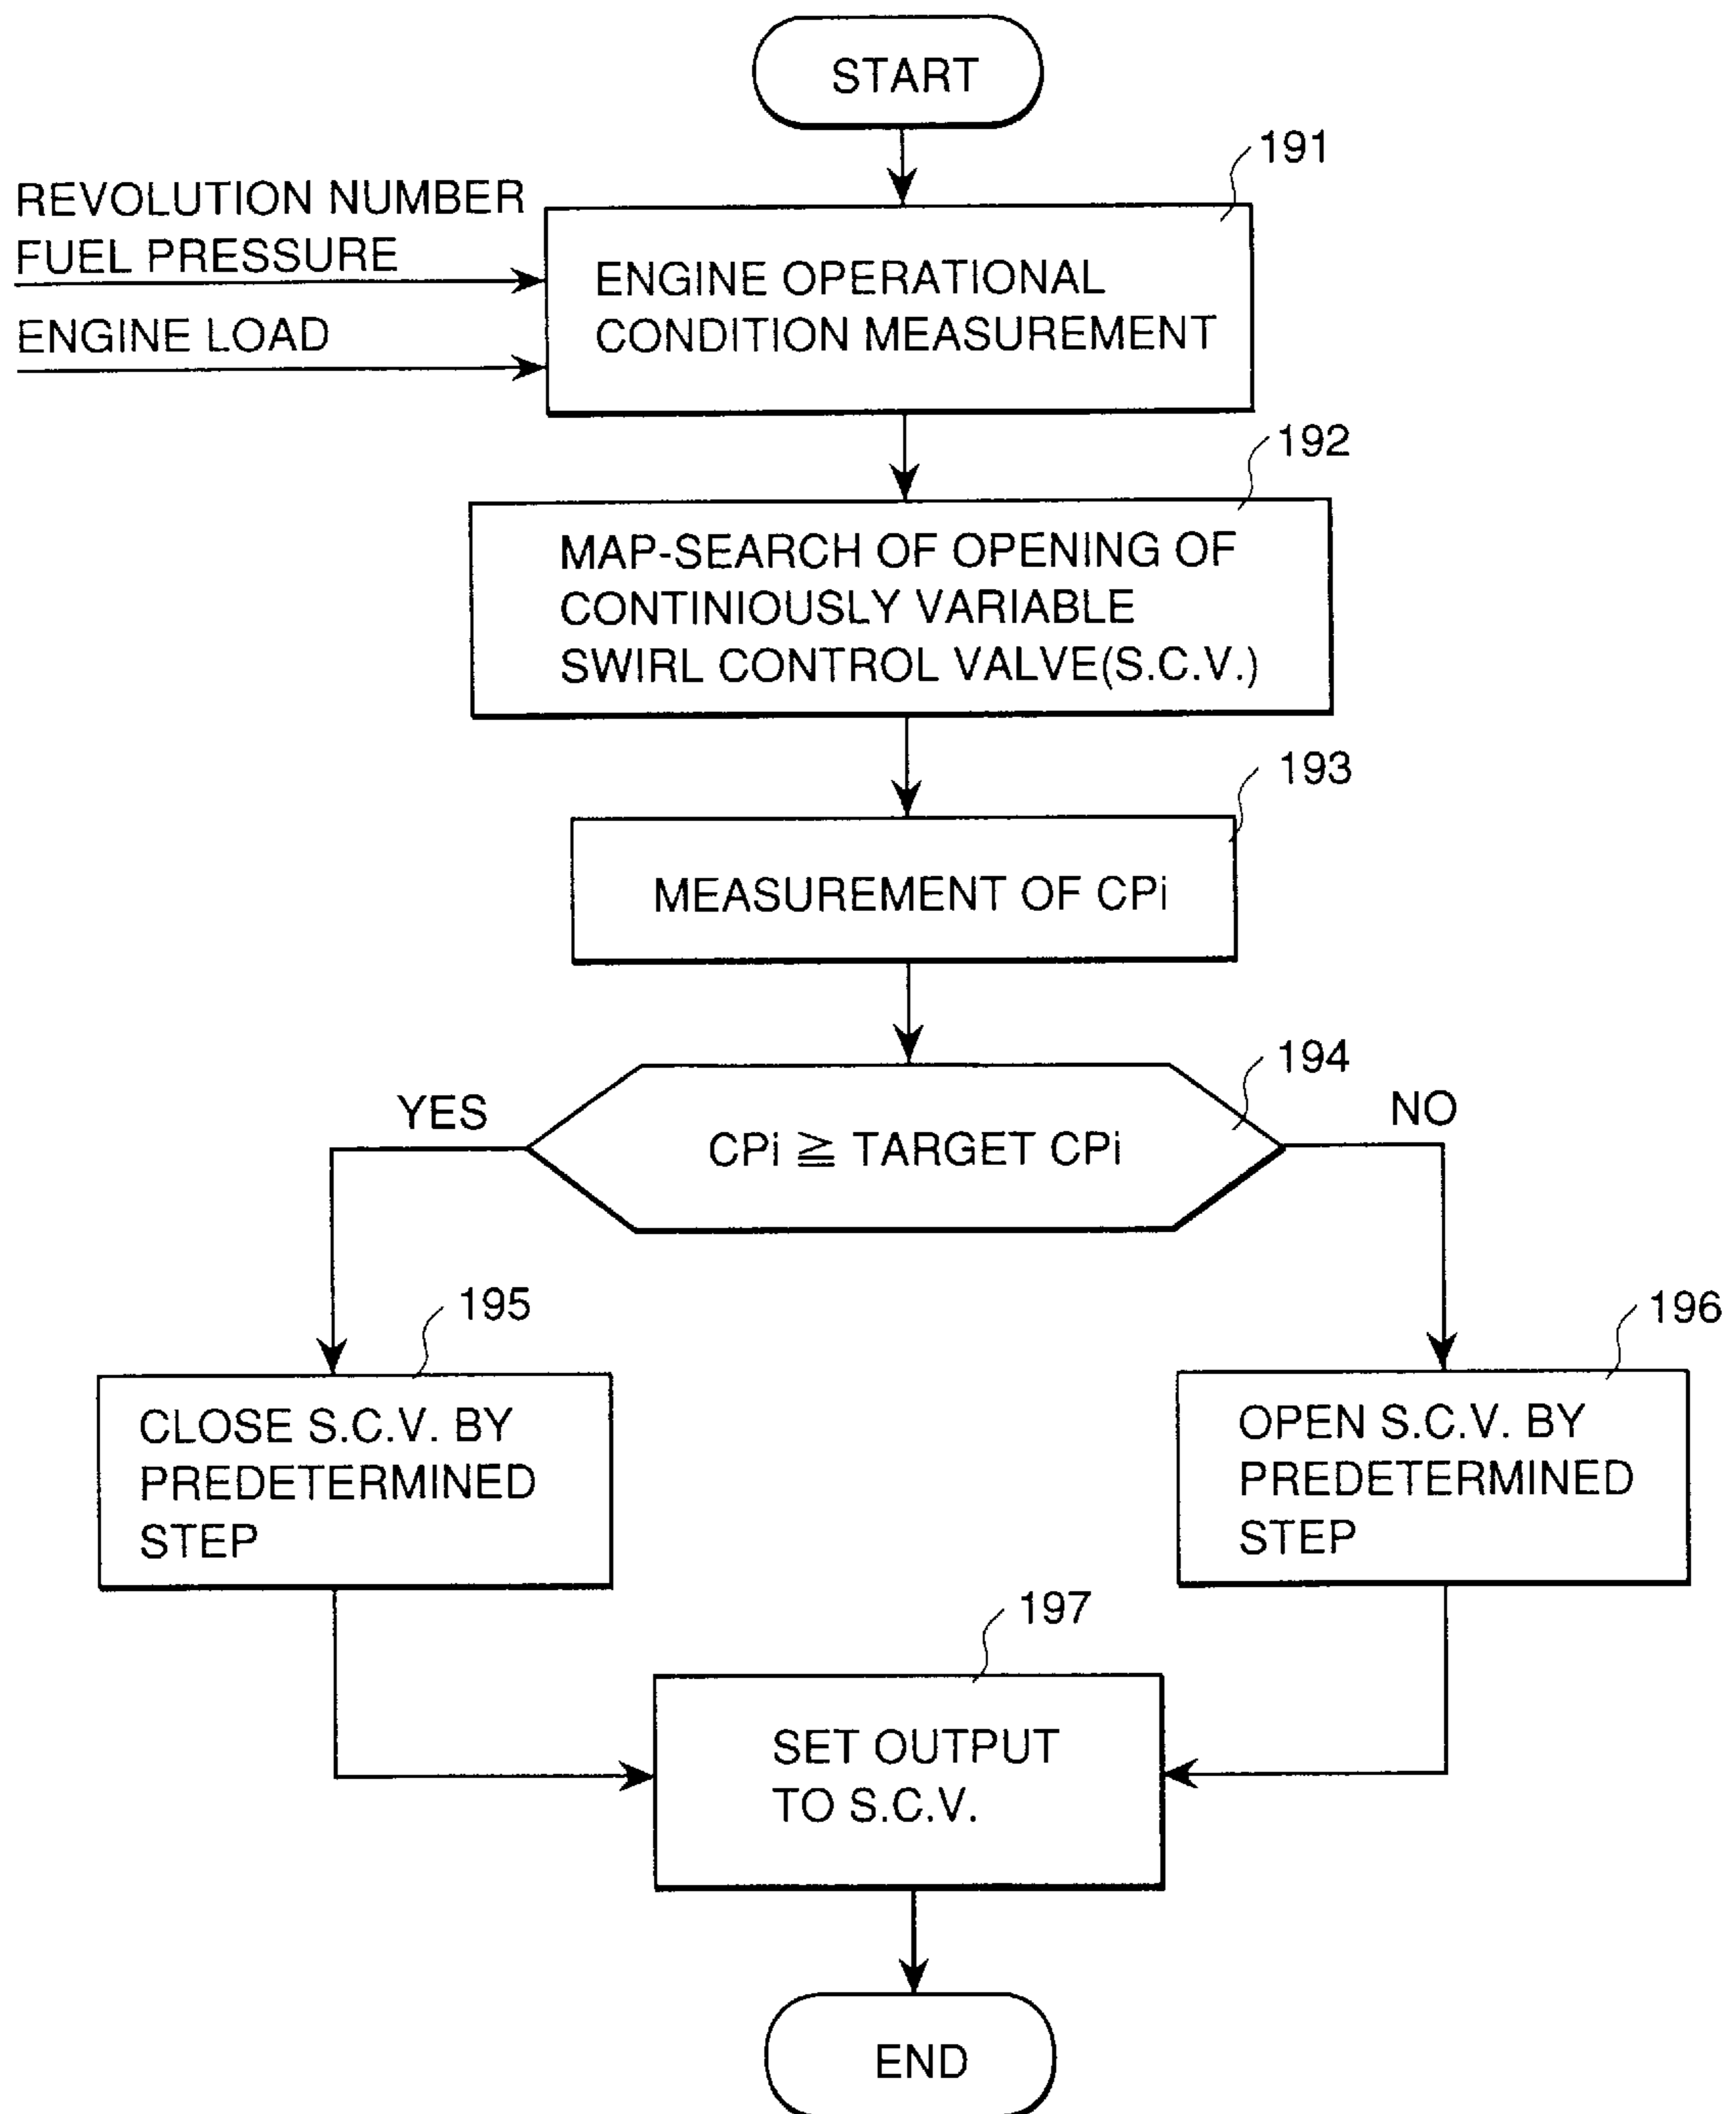 START
191
REVOLUTION NUMBER
FUEL PRESSURE
ENGINE LOAD
ENGINE OPERATIONAL
CONDITION MEASUREMENT
192
MAP-SEARCH OF OPENING OF
CONTINIOUSLY VARIABLE
SWIRL CONTROL VALVE(S.C.V.)
193
MEASUREMENT OF CPi
194
YES
NO
CPi ≧ TARGET CPi
195
196
CLOSE S.C.V. BY
PREDETERMINED
STEP
OPEN S.C.V. BY
PREDETERMINED
STEP
197
SET OUTPUT
TO S.C.V.
END